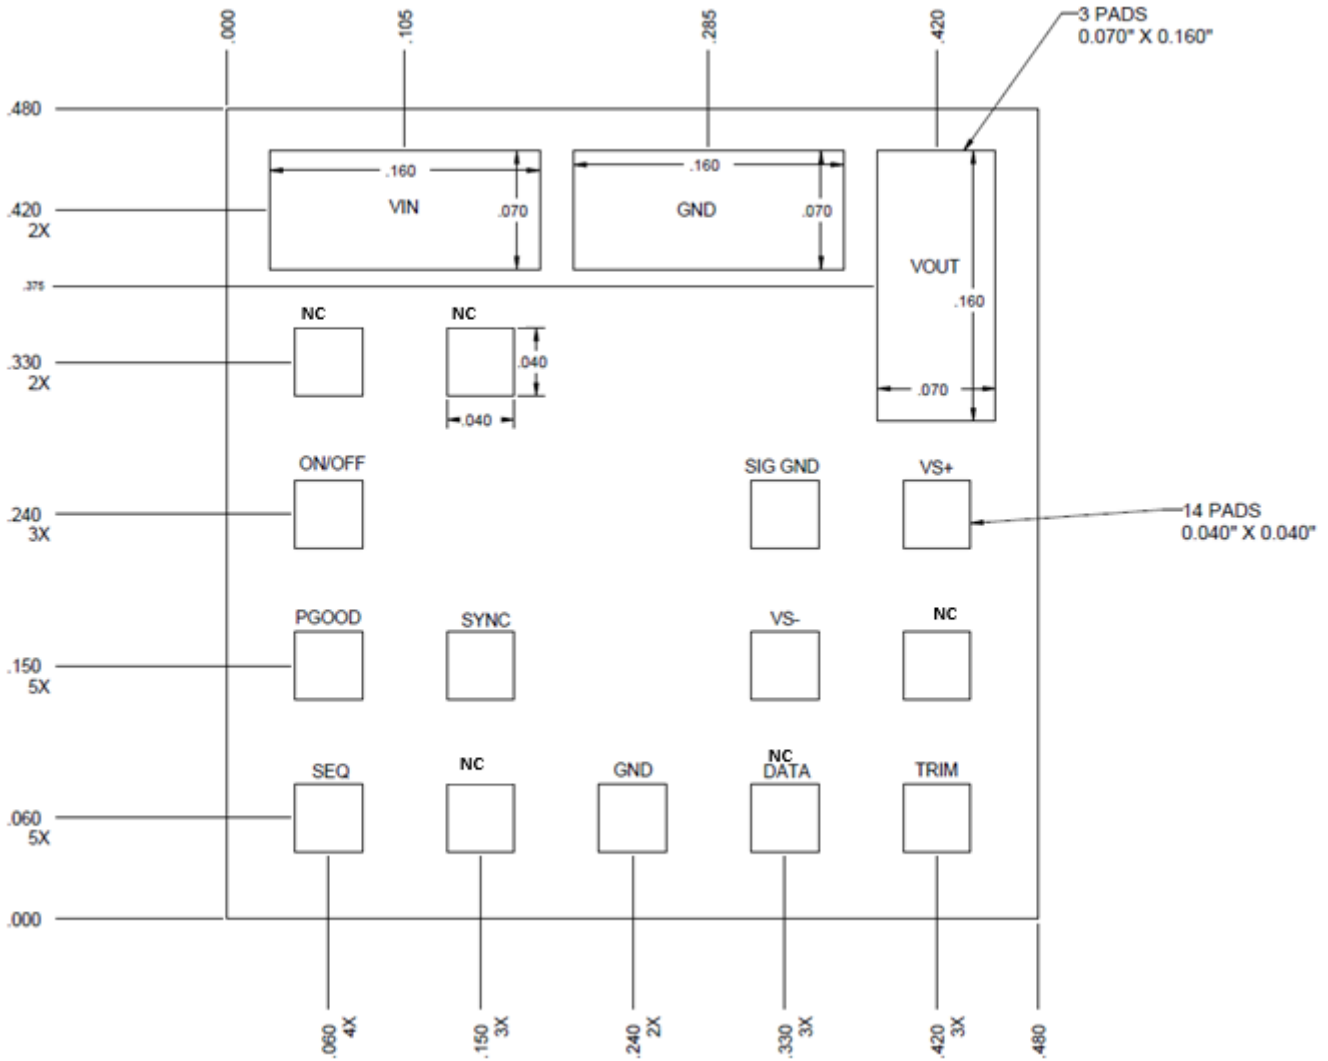 .000
.105
.285
.420
3 PADS
0.070" X 0.160"
.480
.160
.160
VIN
GND
.420
2X
.070
.070
VOUT
.375
.160
NC
NC
.330
2X
.040
.070
.040
ON/OFF
SIG GND
VS+
.240
3X
14 PADS
0.040" X 0.040"
PGOOD
SYNC
VS-
NC
.150
5X
SEQ
NC
GND
NC
DATA
TRIM
.060
5X
.000
.060 4X
.150 3X
.240 2X
.330 3X
.420 3X
.480